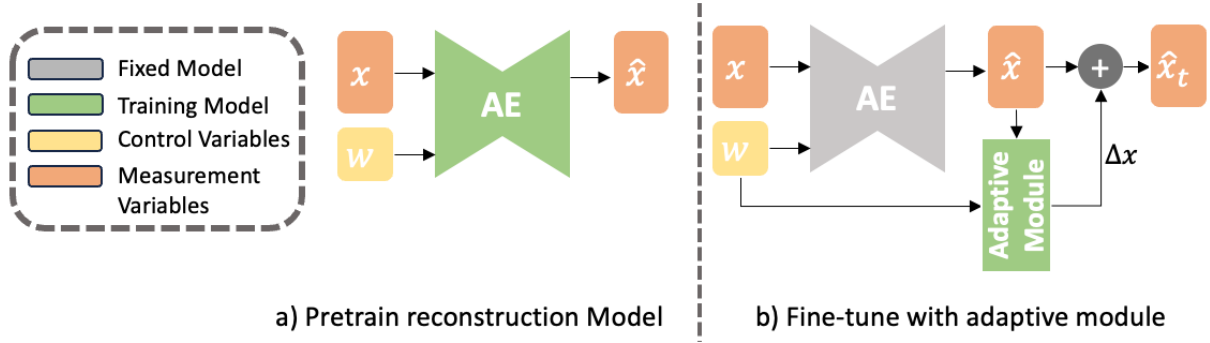 Fixed Model
Training Model
Control Variables
Measurement
Variables
x
w
AE
x̂
a) Pretrain reconstruction Model
x
w
AE
x̂
+
x̂ₜ
Δx
Adaptive
Module
b) Fine-tune with adaptive module